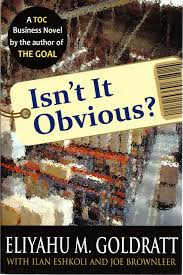 A TOC
Business Novel
by the author of
THE GOAL
Isn't It
Obvious?
ELIYAHU M. GOLDRATT
WITH ILAN ESHKOLI AND JOE BROWNLEER